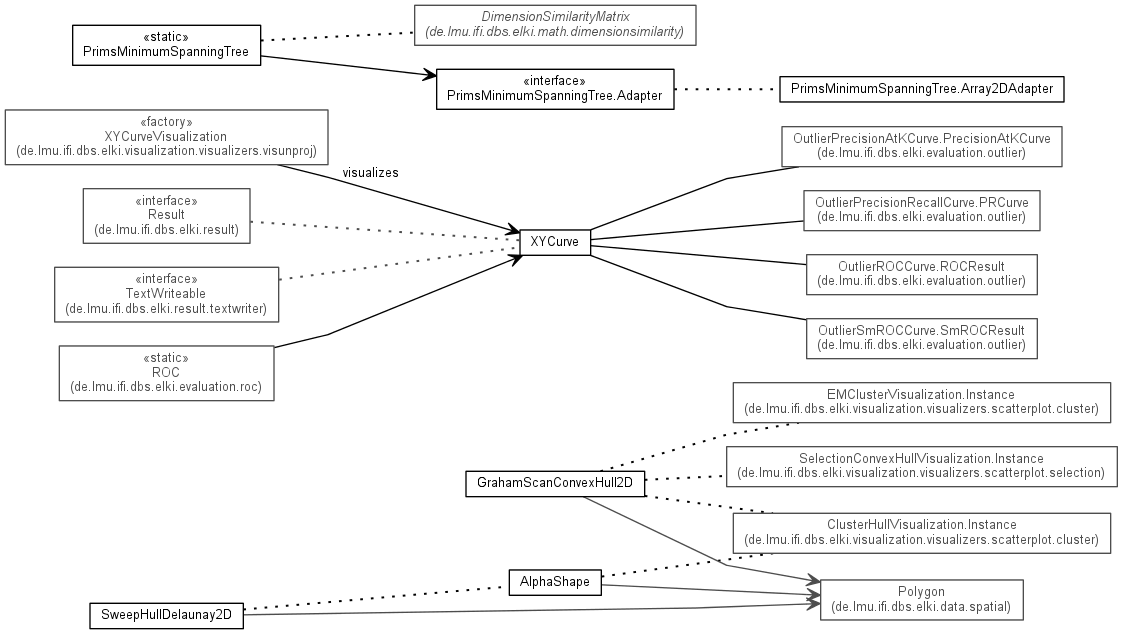 DimensionSimilarityMatrix
(de.lmu.ifi.dbs.elki.math.dimensionsimilarity)
«static»
PrimsMinimumSpanningTree
«interface»
PrimsMinimumSpanningTree.Adapter
PrimsMinimumSpanningTree.Array2DAdapter
«factory»
XYCurveVisualization
(de.lmu.ifi.dbs.elki.visualization.visualizers.visunproj)
visualizes
OutlierPrecisionAtKCurve.PrecisionAtKCurve
(de.lmu.ifi.dbs.elki.evaluation.outlier)
«interface»
Result
(de.lmu.ifi.dbs.elki.result)
OutlierPrecisionRecallCurve.PRCurve
(de.lmu.ifi.dbs.elki.evaluation.outlier)
XYCurve
«interface»
TextWriteable
(de.lmu.ifi.dbs.elki.result.textwriter)
OutlierROCCurve.ROCResult
(de.lmu.ifi.dbs.elki.evaluation.outlier)
«static»
ROC
(de.lmu.ifi.dbs.elki.evaluation.roc)
OutlierSmROCCurve.SmROCResult
(de.lmu.ifi.dbs.elki.evaluation.outlier)
EMClusterVisualization.Instance
(de.lmu.ifi.dbs.elki.visualization.visualizers.scatterplot.cluster)
SelectionConvexHullVisualization.Instance
(de.lmu.ifi.dbs.elki.visualization.visualizers.scatterplot.selection)
GrahamScanConvexHull2D
ClusterHullVisualization.Instance
(de.lmu.ifi.dbs.elki.visualization.visualizers.scatterplot.cluster)
AlphaShape
Polygon
(de.lmu.ifi.dbs.elki.data.spatial)
SweepHullDelaunay2D